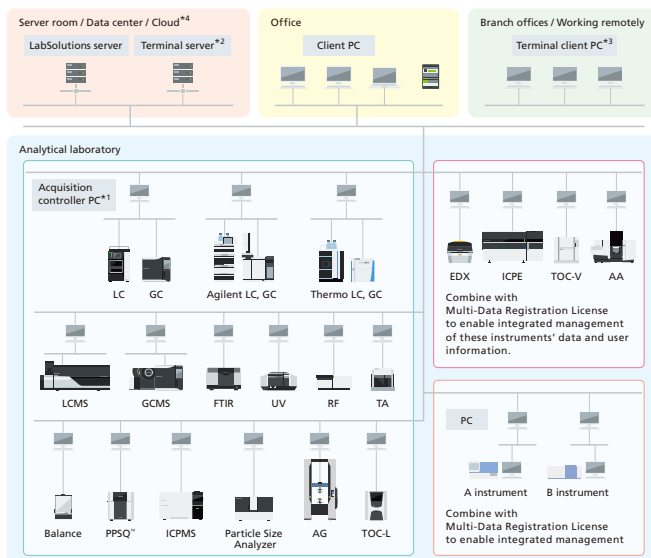 Server room / Data center / Cloud*4
LabSolutions server
Terminal server*2
Office
Client PC
Branch offices / Working remotely
Terminal client PC*3
Analytical laboratory
Acquisition
controller PC*1
LC
GC
Agilent LC, GC
Thermo LC, GC
EDX
ICPE
TOC-V
AA
Combine with
Multi-Data Registration License
to enable integrated management
of these instruments' data and user
information.
LCMS
GCMS
FTIR
UV
RF
TA
PC
A instrument
B instrument
Combine with
Multi-Data Registration License
to enable integrated management
Balance
PPSQ™
ICPMS
Particle Size
Analyzer
AG
TOC-L